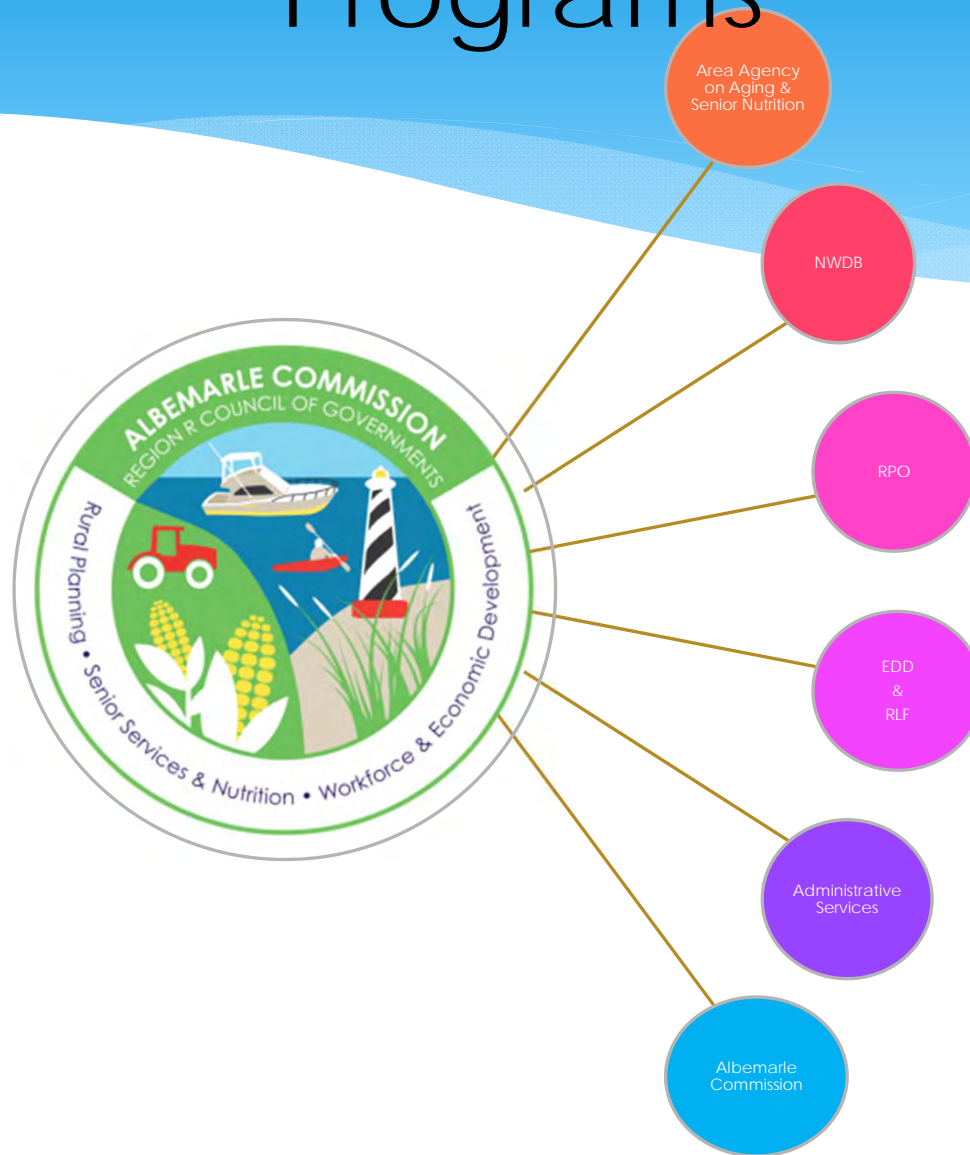 Programs
Area Agency
on Aging &
Senior Nutrition
NWDB
ALBEMARLE COMMISSION
REGION R COUNCIL OF GOVERNMENTS
Rural Planning • Senior Services & Nutrition • Workforce & Economic Development
RPO
EDD
&
RLF
Administrative
Services
Albemarle
Commission